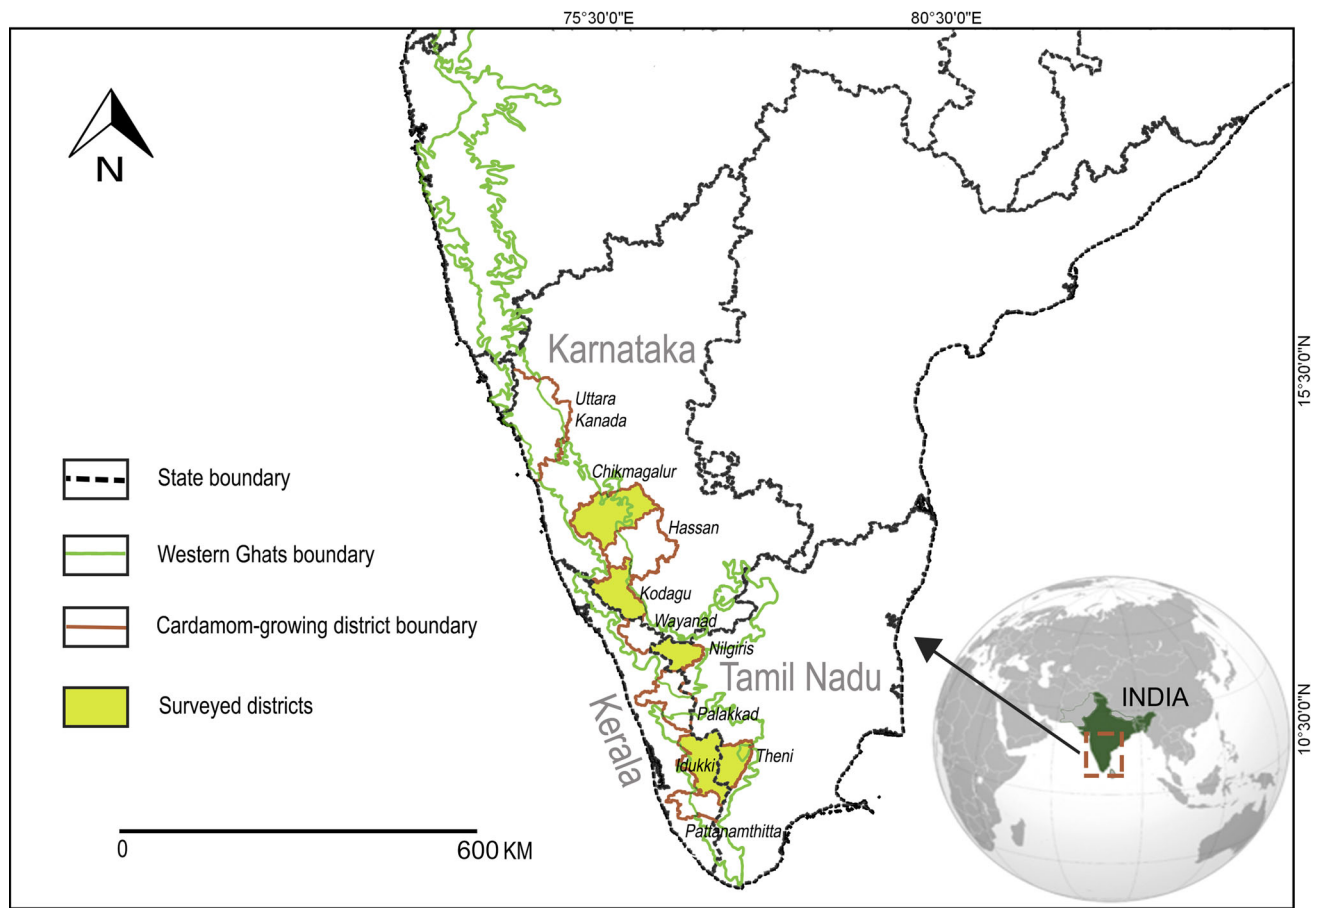 75°30'0"E
80°30'0"E
N
Karnataka
15°30'0"N
Uttara
Kanada
Chikmagalur
State boundary
Hassan
Western Ghats boundary
Kodagu
Wayanad
Cardamom-growing district boundary
Nilgiris
Tamil Nadu
INDIA
Surveyed districts
Palakkad
10°30'0"N
Kerala
Idukki
Theni
Pattanamthitta
0
600 KM